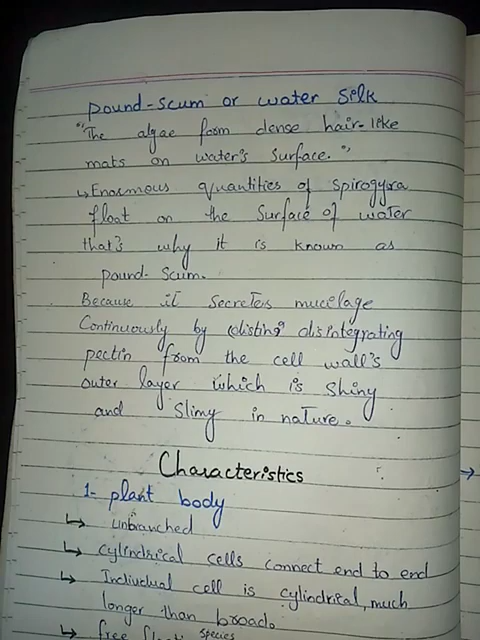 pound-scum or water silk
"The algae form dense hair-like
mats on water's surface."
↳ Enormous quantities of spirogyra
float on the surface of water
that's why it is known as
pound-scum.
Because it secreters mucelage
Continuously by disintegrating
pectin from the cell wall's
outer layer which is shiny
and slimy in nature.
Characteristics
1- plant body
↳ unbranched
↳ cylindrical cells connect end to end
↳ Individual cell is cylindrical, much
longer than broad.
↳ free species